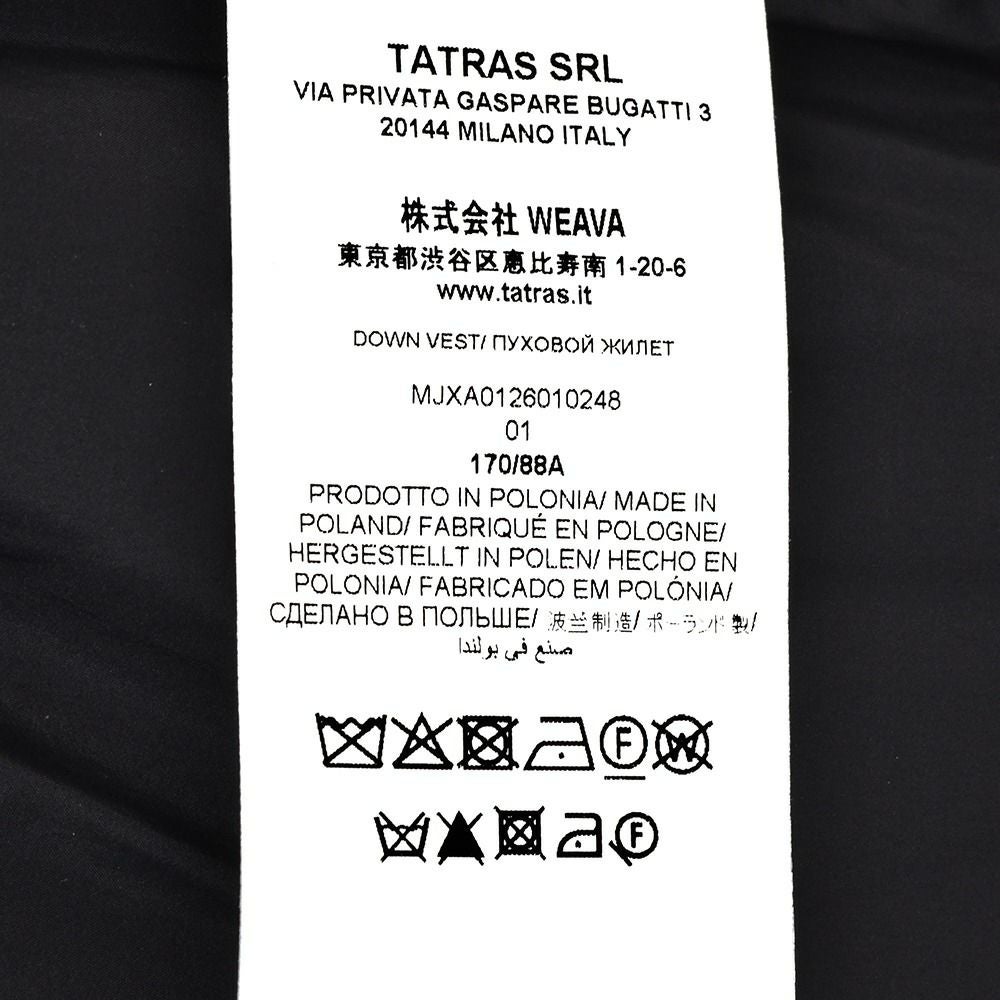 TATRAS SRL
VIA PRIVATA GASPARE BUGATTI 3
20144 MILANO ITALY
株式会社 WEAVA
東京都渋谷区恵比寿南 1-20-6
www.tatras.it
DOWN VEST/ ПУХОВОЙ ЖИЛЕТ
MJXA0126010248
01
170/88A
PRODOTTO IN POLONIA/ MADE IN
POLAND/ FABRIQUÉ EN POLOGNE/
HERGESTELLT IN POLEN/ HECHO EN
POLONIA/ FABRICADO EM POLÓNIA/
СДЕЛАНО В ПОЛЬШЕ/ 波兰制造/ ポーランド製/
صنع في بولندا
F W
F